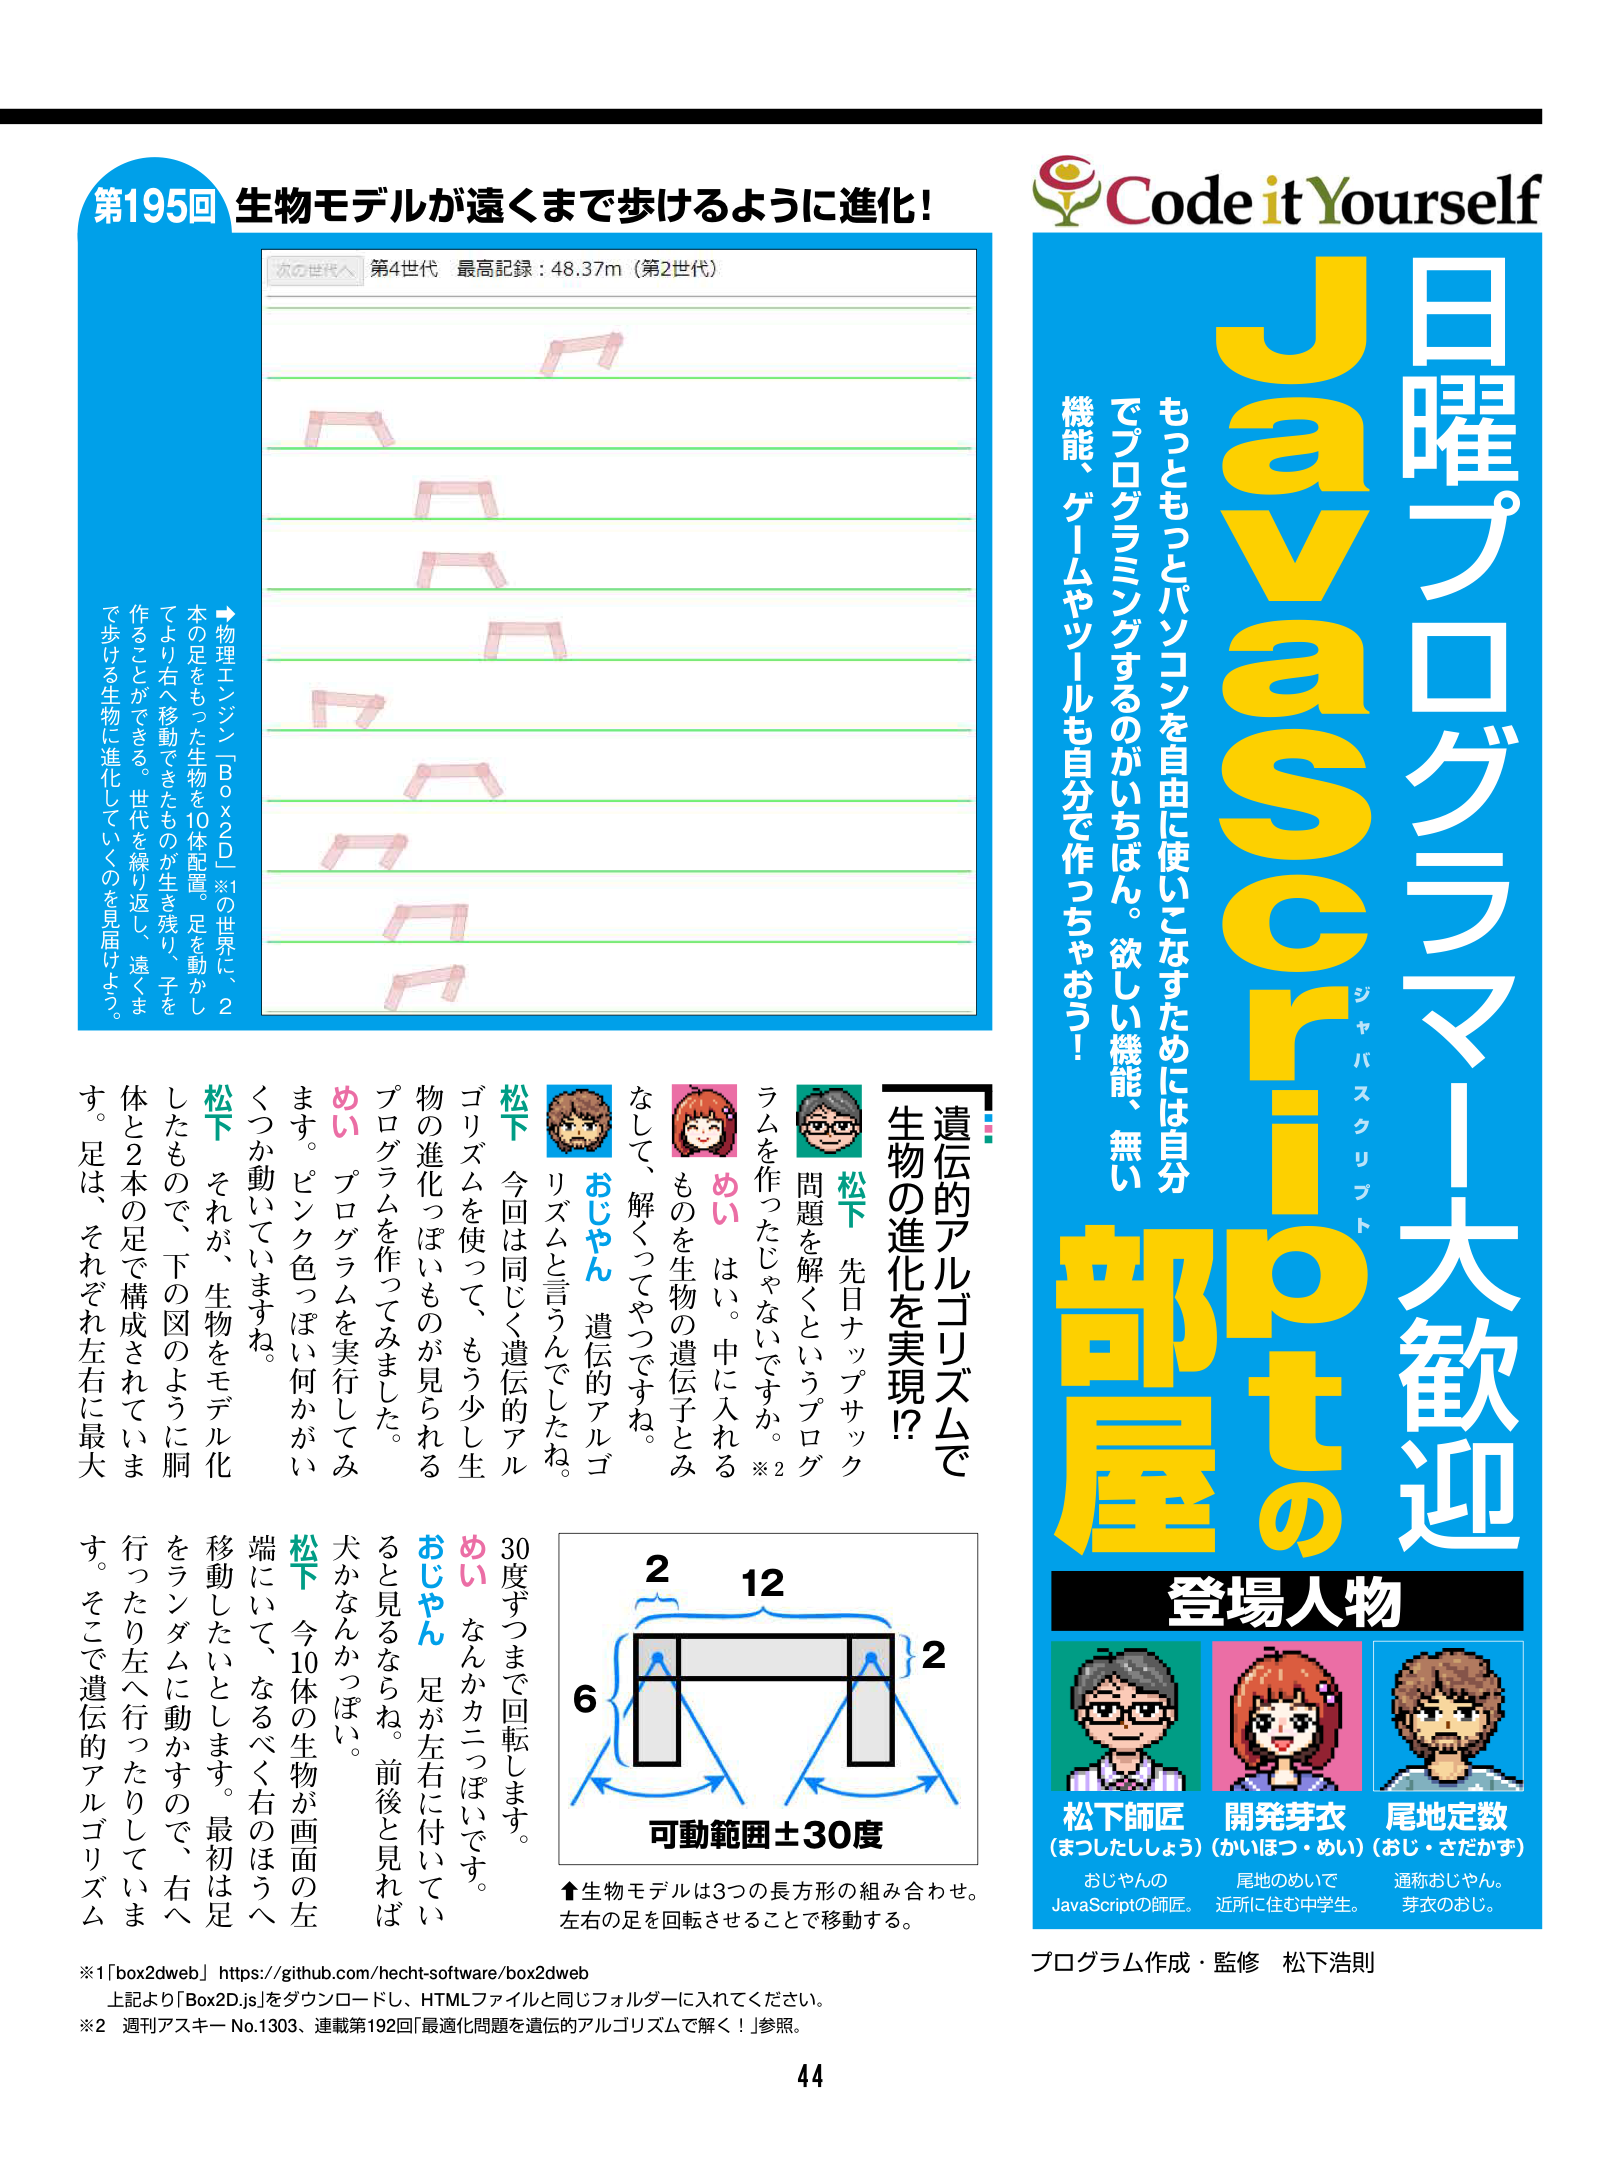 Code it Yourself
日曜プログラマー大歓迎
JavaScriptの
ジャバスクリプト
部屋
もっともっとパソコンを自由に使いこなすためには自分
でプログラミングするのがいちばん。欲しい機能、無い
機能、ゲームやツールも自分で作っちゃおう！
登場人物
松下師匠
（まつしたししょう）
おじやんの
JavaScriptの師匠。
開発芽衣
（かいほつ・めい）
尾地のめいで
近所に住む中学生。
尾地定数
（おじ・さだかず）
通称おじやん。
芽衣のおじ。
プログラム作成・監修　松下浩則
第195回 生物モデルが遠くまで歩けるように進化！
次の世代へ 第4世代　最高記録：48.37m（第2世代）
➡物理エンジン「Box2D」※1の世界に、2
本の足をもった生物を10体配置。足を動かし
てより右へ移動できたものが生き残り、子を
作ることができる。世代を繰り返し、遠くま
で歩ける生物に進化していくのを見届けよう。
遺伝的アルゴリズムで
生物の進化を実現!?
松下　先日ナップサック
問題を解くというプログ
ラムを作ったじゃないですか。※2
めい　はい。中に入れる
ものを生物の遺伝子とみ
なして、解くってやつですね。
おじやん　遺伝的アルゴ
リズムと言うんでしたね。
松下　今回は同じく遺伝的アル
ゴリズムを使って、もう少し生
物の進化っぽいものが見られる
プログラムを作ってみました。
めい　プログラムを実行してみ
ます。ピンク色っぽい何かがい
くつか動いていますね。
松下　それが、生物をモデル化
したもので、下の図のように胴
体と2本の足で構成されていま
す。足は、それぞれ左右に最大
2
12
2
6
可動範囲±30度
⬆生物モデルは3つの長方形の組み合わせ。
左右の足を回転させることで移動する。
30度ずつまで回転します。
めい　なんかカニっぽいです。
おじやん　足が左右に付いてい
ると見るならね。前後と見れば
犬かなんかっぽい。
松下　今10体の生物が画面の左
端にいて、なるべく右のほうへ
移動したいとします。最初は足
をランダムに動かすので、右へ
行ったり左へ行ったりしていま
す。そこで遺伝的アルゴリズム
※1「box2dweb」 https://github.com/hecht-software/box2dweb
上記より「Box2D.js」をダウンロードし、HTMLファイルと同じフォルダーに入れてください。
※2　週刊アスキー No.1303、連載第192回「最適化問題を遺伝的アルゴリズムで解く！」参照。
44